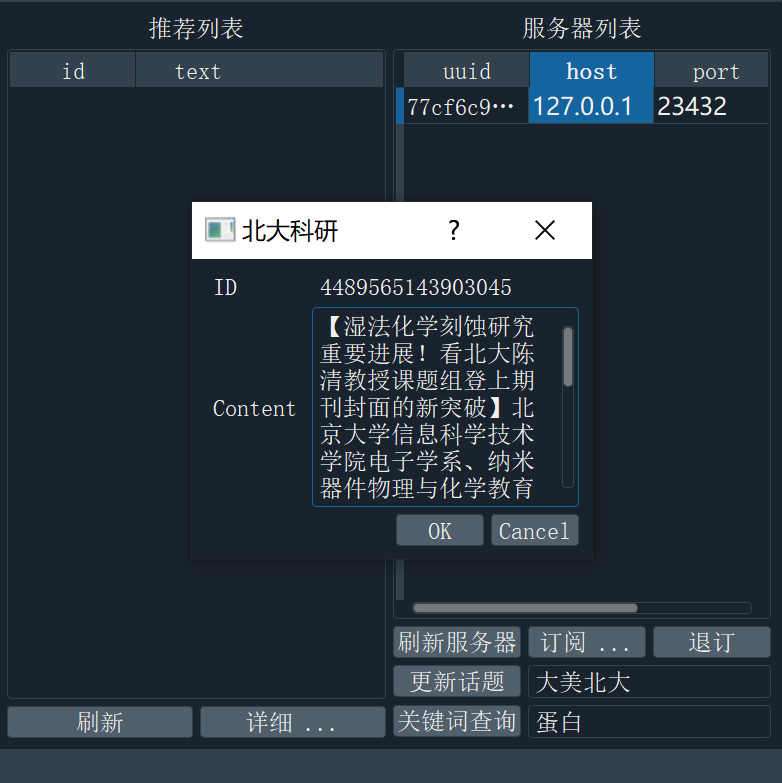 推荐列表
服务器列表
id text
uuid host port
77cf6c9··· 127.0.0.1 23432
北大科研 ?
ID 4489565143903045
Content
【湿法化学刻蚀研究
重要进展！看北大陈
清教授课题组登上期
刊封面的新突破】北
京大学信息科学技术
学院电子学系、纳米
器件物理与化学教育
OK Cancel
刷新服务器 订阅 ... 退订
更新话题 大美北大
刷新 详细 ...
关键词查询 蛋白